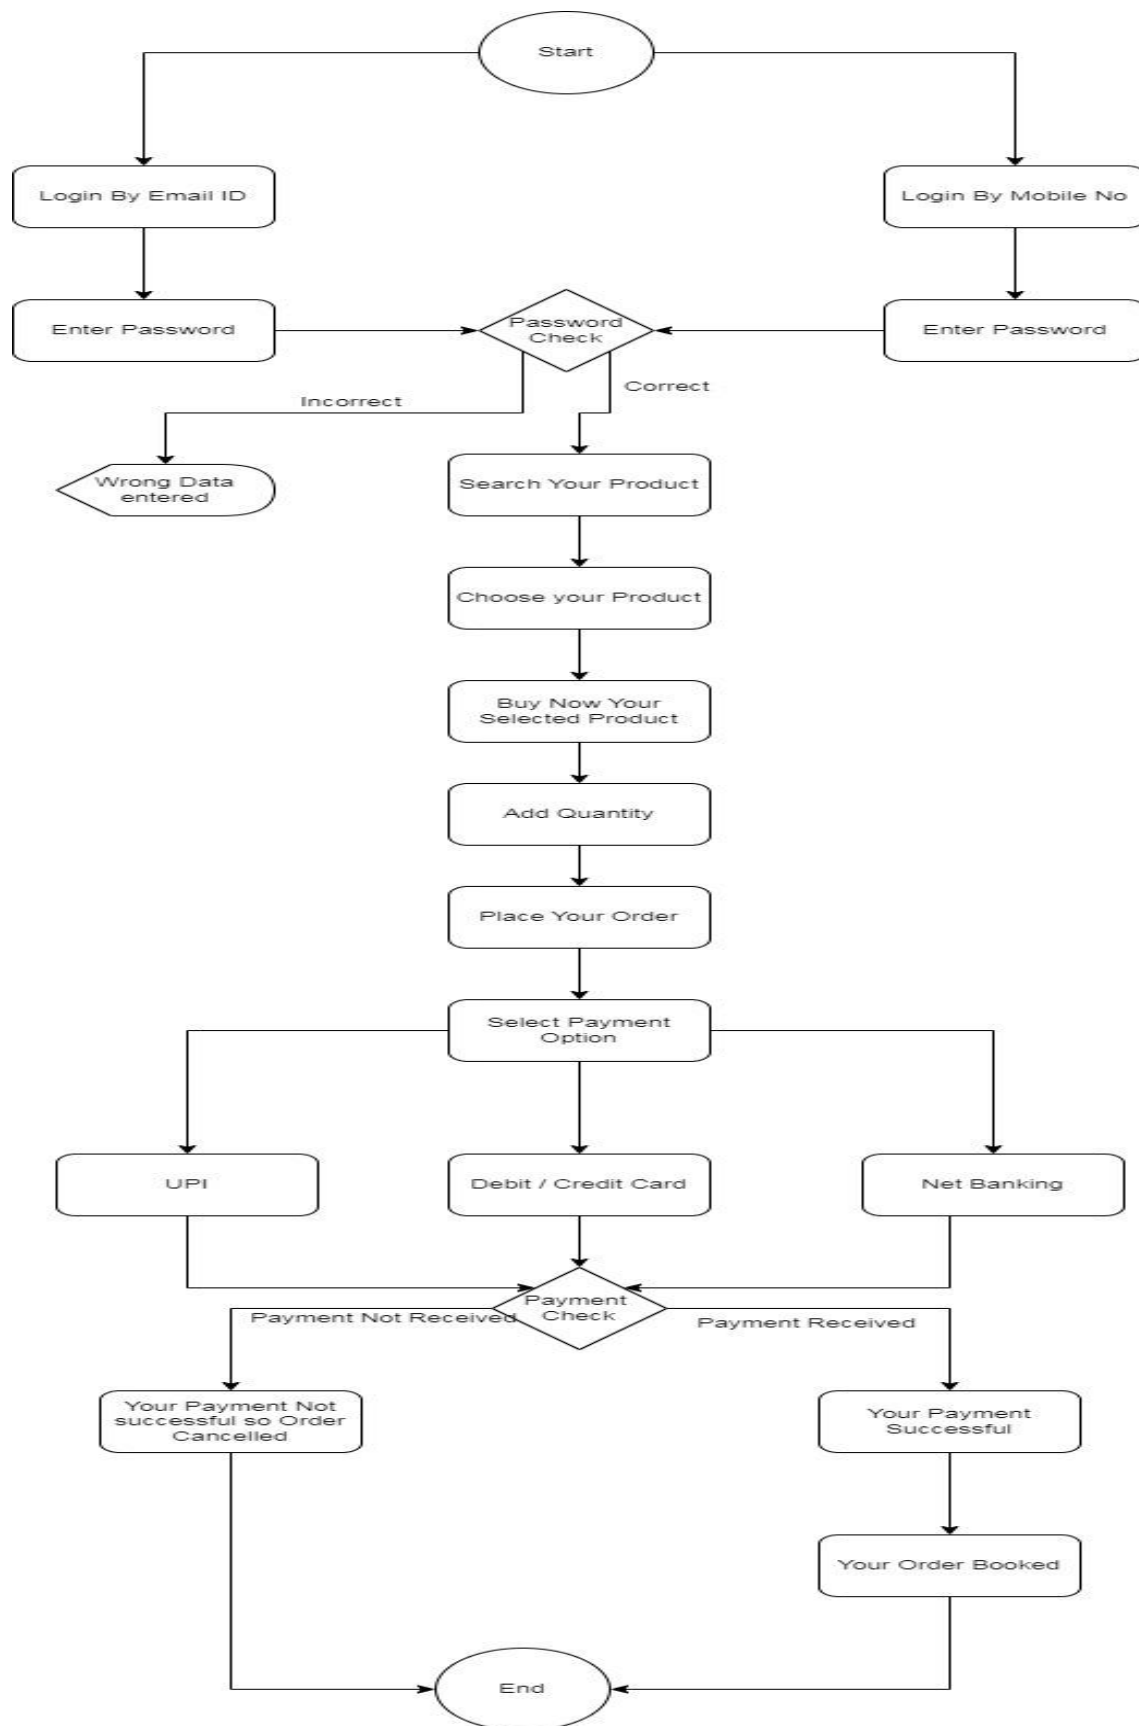 Start
Login By Email ID
Login By Mobile No
Enter Password
Password
Check
Enter Password
Incorrect
Correct
Wrong Data
entered
Search Your Product
Choose your Product
Buy Now Your
Selected Product
Add Quantity
Place Your Order
Select Payment
Option
UPI
Debit / Credit Card
Net Banking
Payment
Check
Payment Not Received
Payment Received
Your Payment Not
successful so Order
Cancelled
Your Payment
Successful
Your Order Booked
End